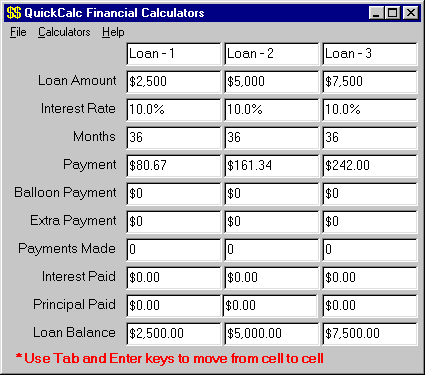 $$ QuickCalc Financial Calculators
File Calculators Help
Loan - 1 Loan - 2 Loan - 3
Loan Amount $2,500 $5,000 $7,500
Interest Rate 10.0% 10.0% 10.0%
Months 36 36 36
Payment $80.67 $161.34 $242.00
Balloon Payment $0 $0 $0
Extra Payment $0 $0 $0
Payments Made 0 0 0
Interest Paid $0.00 $0.00 $0.00
Principal Paid $0.00 $0.00 $0.00
Loan Balance $2,500.00 $5,000.00 $7,500.00
* Use Tab and Enter keys to move from cell to cell